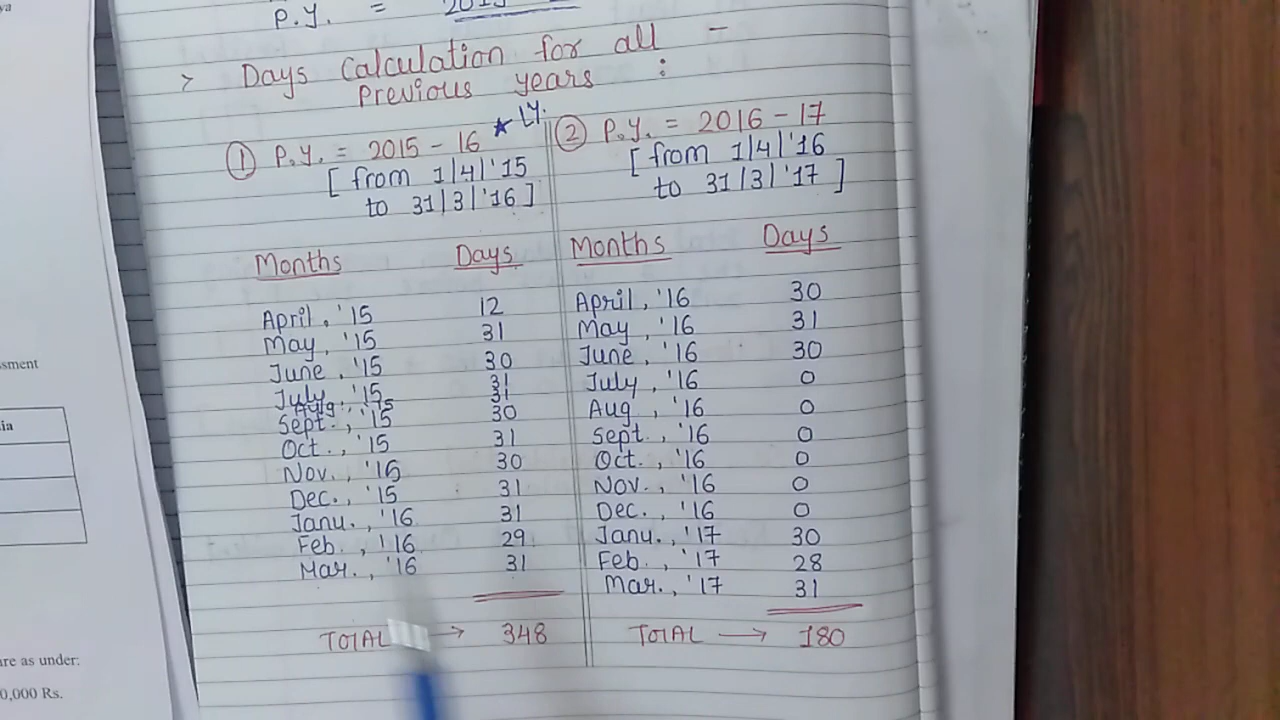 ya
P.Y. =
> Days Calculation for all –
Previous years :
① P.Y. = 2015 – 16 ★ LY.
[ from 1/4/'15
to 31/3/'16 ]
Months Days
April, '15 12
May, '15 31
June, '15 30
July, '15 31
Aug., '15 31
Sept., '15 30
Oct., '15 31
Nov., '15 30
Dec., '15 31
Janu., '16 31
Feb., '16 29
Mar., '16 31
TOTAL → 348
② P.Y. = 2016 – 17
[ from 1/4/'16
to 31/3/'17 ]
Months Days
April, '16 30
May, '16 31
June, '16 30
July, '16 0
Aug, '16 0
Sept., '16 0
Oct., '16 0
Nov., '16 0
Dec., '16 0
Janu., '17 30
Feb., '17 28
Mar., '17 31
TOTAL → 180
ssment
ia
re as under:
0,000 Rs.